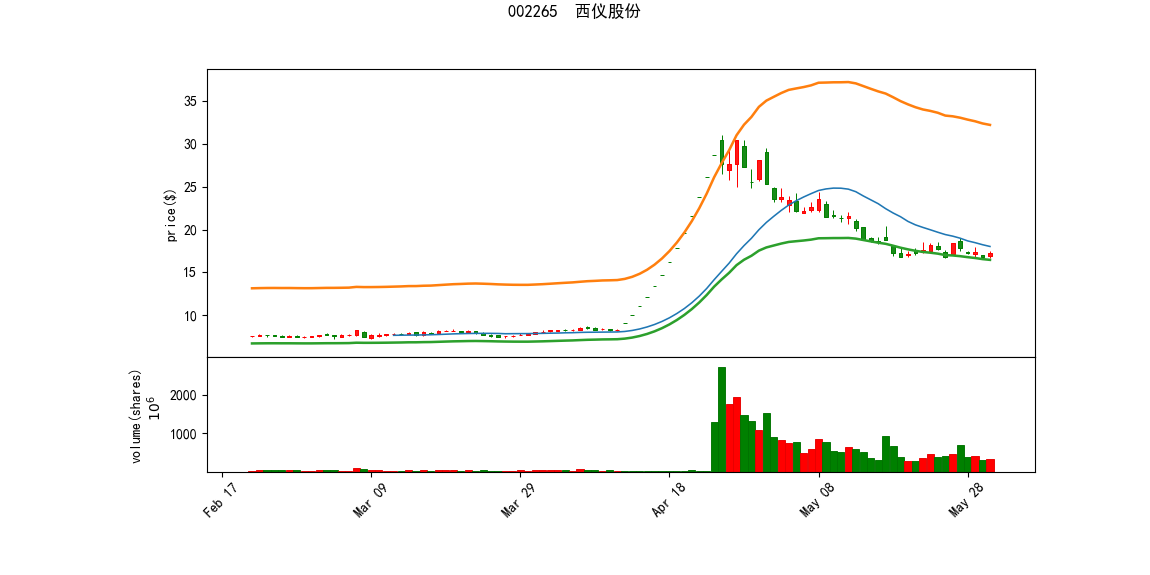 002265 西仪股份
price($)
35
30
25
20
15
10
volume(shares)
10^6
2000
1000
Feb 17
Mar 09
Mar 29
Apr 18
May 08
May 28